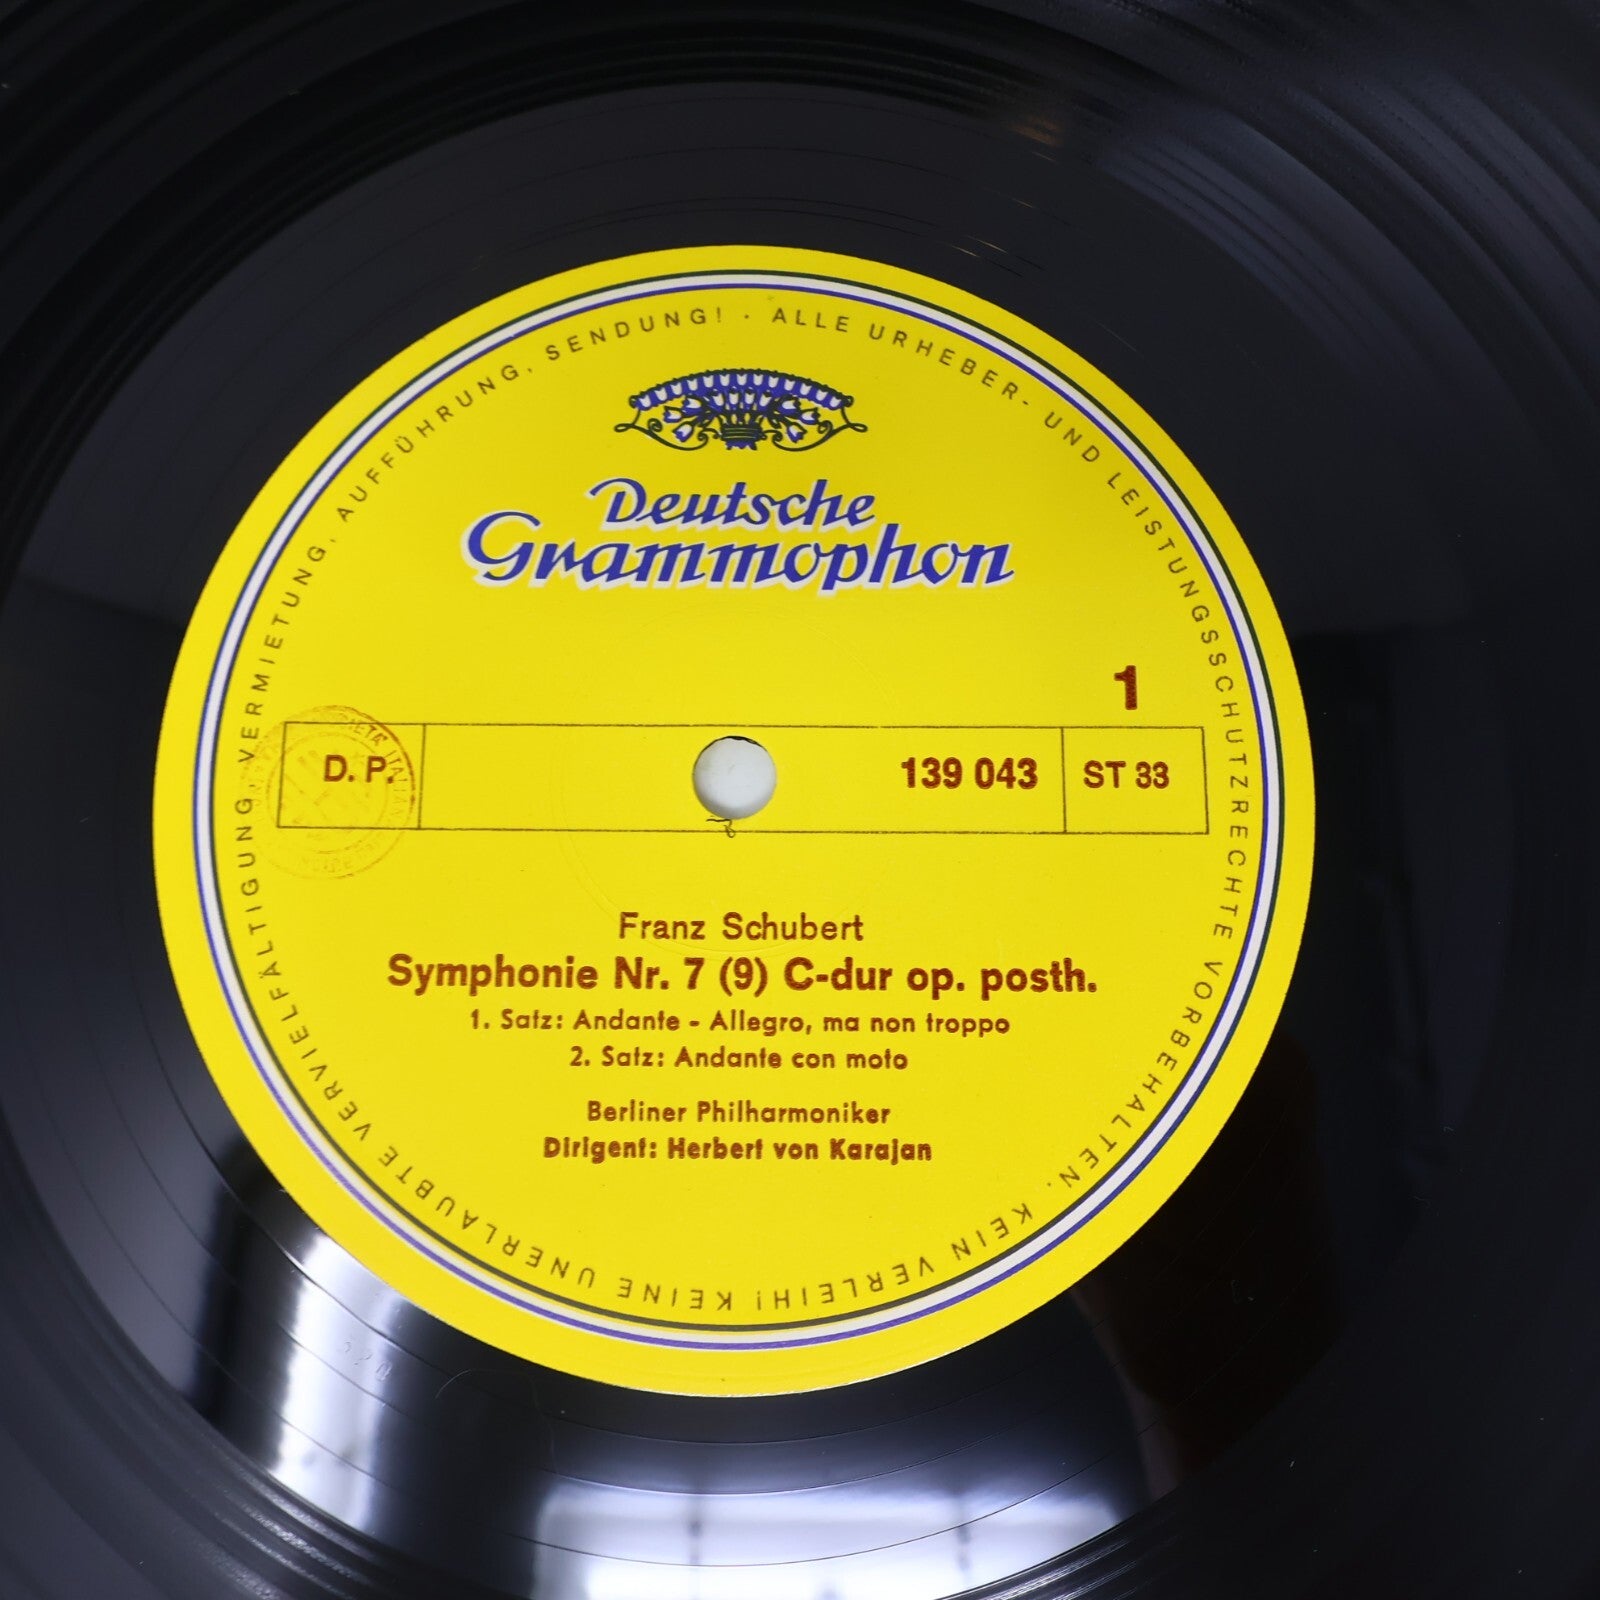 ALLE URHEBER- UND LEISTUNGSSCHUTZRECHTE VORBEHALTEN. KEIN VERLEIH! KEINE UNERLAUBTE VERVIELFÄLTIGUNG, VERMIETUNG, AUFFÜHRUNG, SENDUNG! ·
Deutsche
Grammophon
1
D. P.
139 043
ST 33
Franz Schubert
Symphonie Nr. 7 (9) C-dur op. posth.
1. Satz: Andante - Allegro, ma non troppo
2. Satz: Andante con moto
Berliner Philharmoniker
Dirigent: Herbert von Karajan